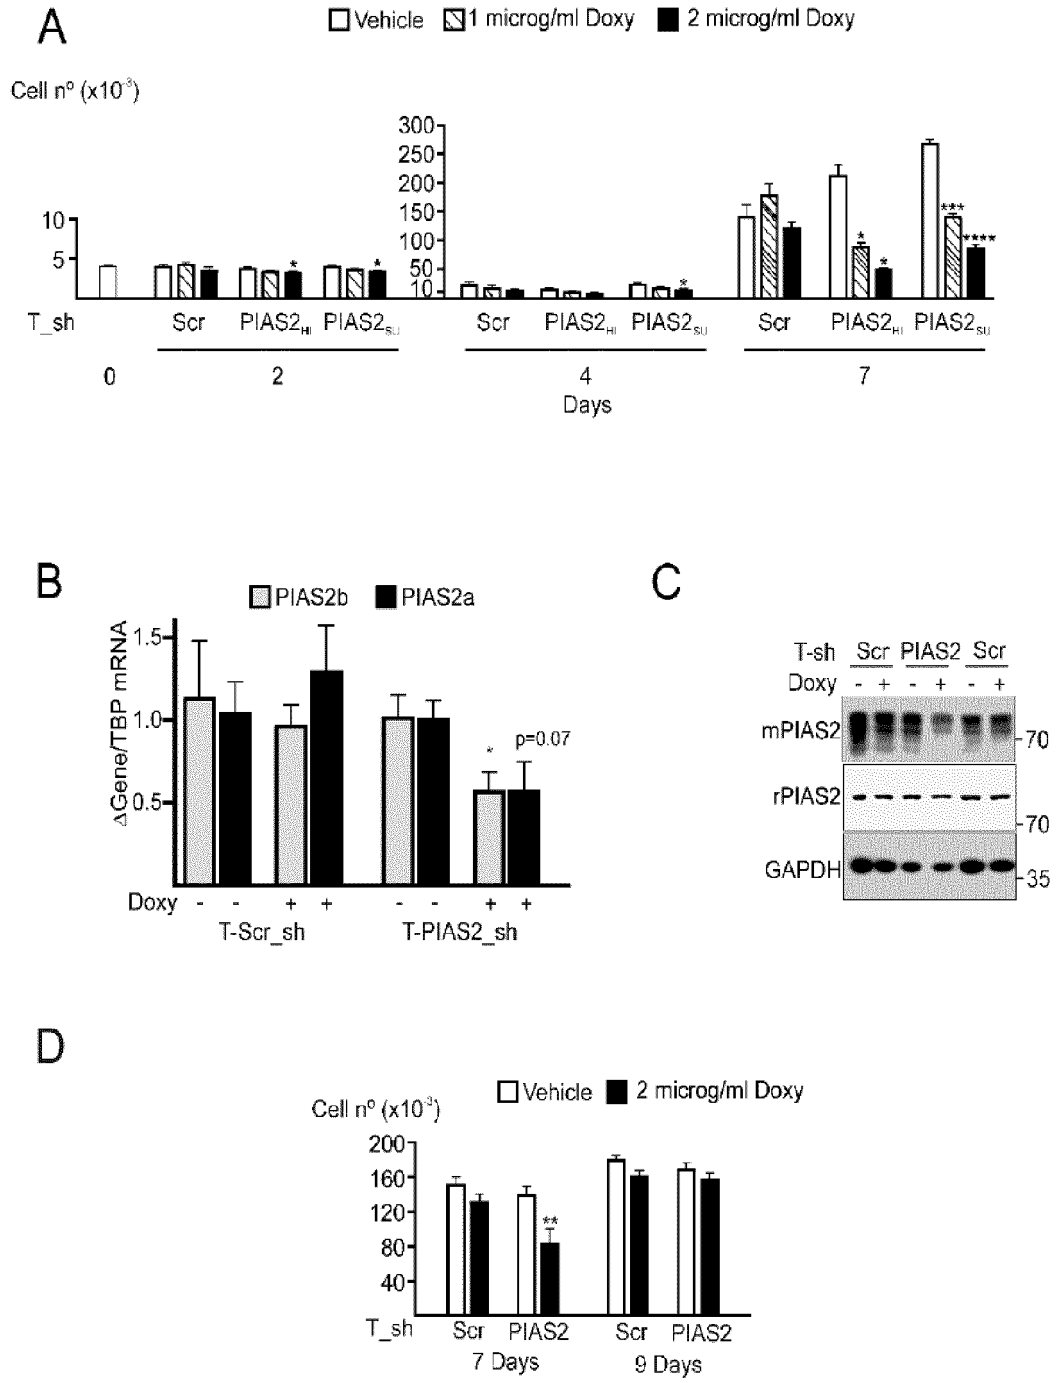 A
Vehicle 1 microg/ml Doxy 2 microg/ml Doxy
Cell nº (x10⁻³)
300
250
200
150
100
50
10
10
5
T_sh Scr PIAS2HI PIAS2SU Scr PIAS2HI PIAS2SU Scr PIAS2HI PIAS2SU
* * * * * *** ****
0 2 4 7
Days
B
PIAS2b PIAS2a
ΔGene/TBP mRNA
1.5
1.0
0.5
* p=0.07
Doxy - - + + - - + +
T-Scr_sh T-PIAS2_sh
C
T-sh Scr PIAS2 Scr
Doxy - + - + - +
mPIAS2 -70
rPIAS2 -70
GAPDH -35
D
Vehicle 2 microg/ml Doxy
Cell nº (x10⁻³)
200
160
120
80
40
**
T_sh Scr PIAS2 Scr PIAS2
7 Days 9 Days